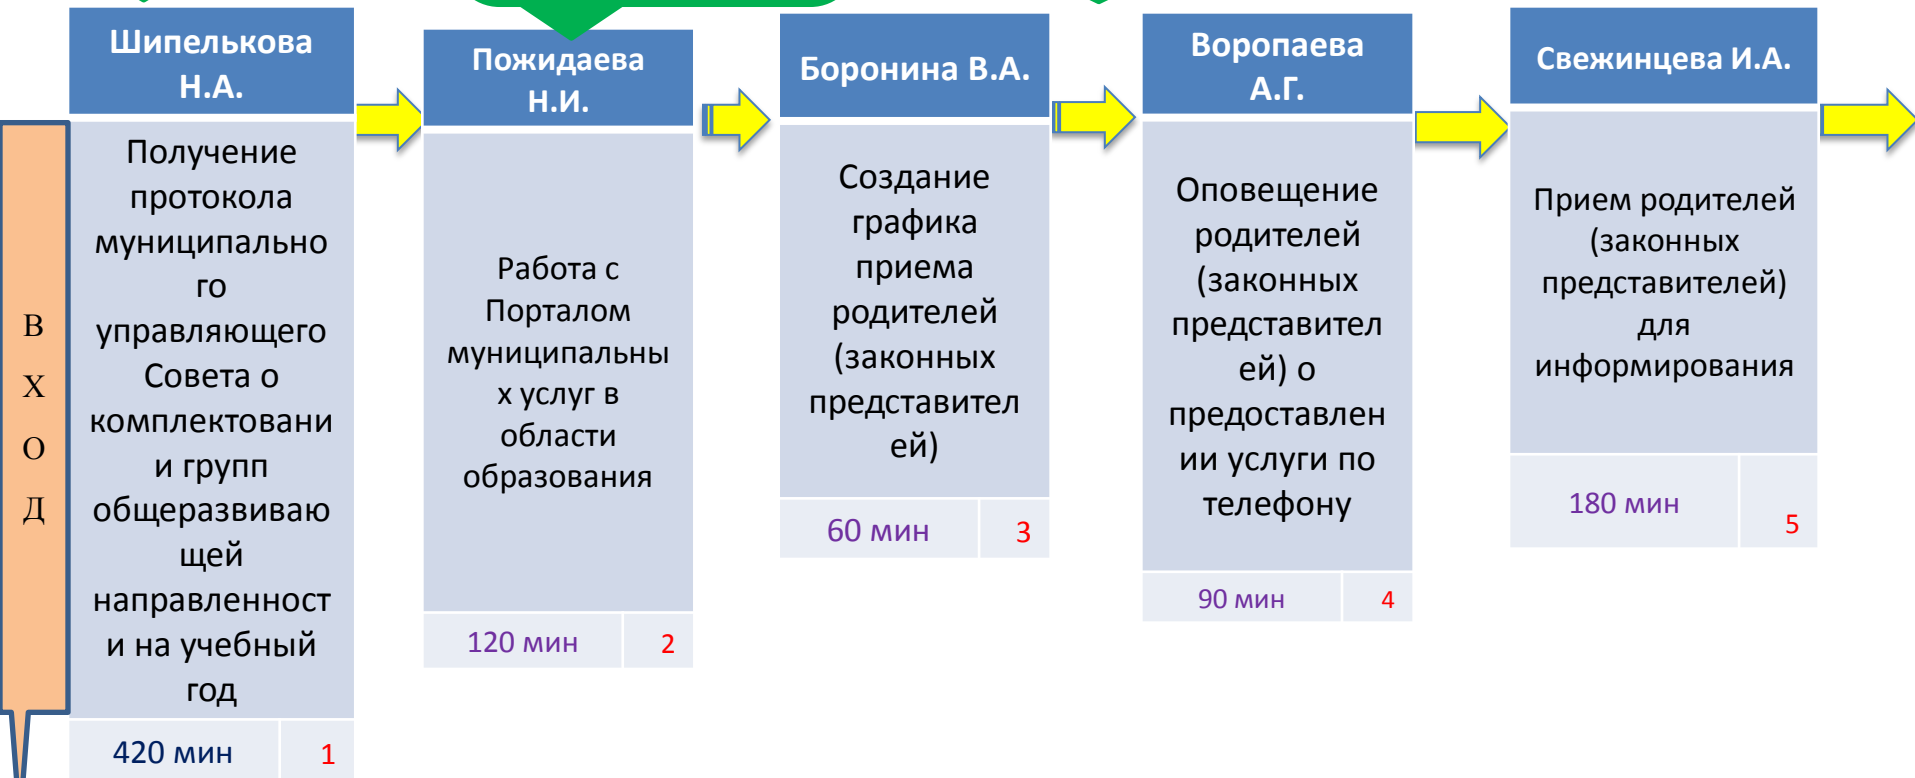 В
Х
О
Д
Шипелькова
Н.А.
Получение
протокола
муниципально
го
управляющего
Совета о
комплектовани
и групп
общеразвиваю
щей
направленност
и на учебный
год
420 мин
1
Пожидаева
Н.И.
Работа с
Порталом
муниципальны
х услуг в
области
образования
120 мин
2
Боронина В.А.
Создание
графика
приема
родителей
(законных
представител
ей)
60 мин
3
Воропаева
А.Г.
Оповещение
родителей
(законных
представител
ей) о
предоставлен
ии услуги по
телефону
90 мин
4
Свежинцева И.А.
Прием родителей
(законных
представителей)
для
информирования
180 мин
5